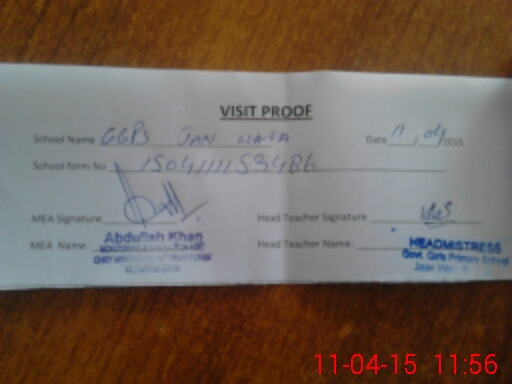 VISIT PROOF
School Name GGPS JAN WALA Date 11/04/2015
School form No 1504111153486
MEA Signature Head Teacher Signature
MEA Name Abdullah Khan Head Teacher Name: HEADMISTRESS
Govt. Girls Primary School
11-04-15 11:56